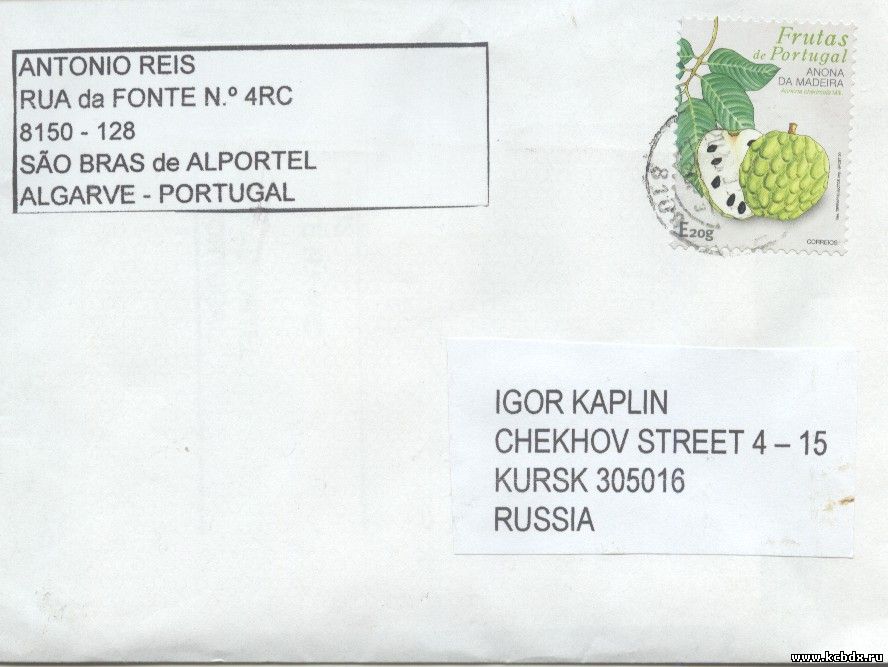 ANTONIO REIS
RUA da FONTE N.º 4RC
8150 - 128
SÃO BRAS de ALPORTEL
ALGARVE - PORTUGAL
Frutas
de Portugal
ANONA
DA MADEIRA
E20g
CORREIOS
IGOR KAPLIN
CHEKHOV STREET 4 – 15
KURSK 305016
RUSSIA
www.kcbdx.ru